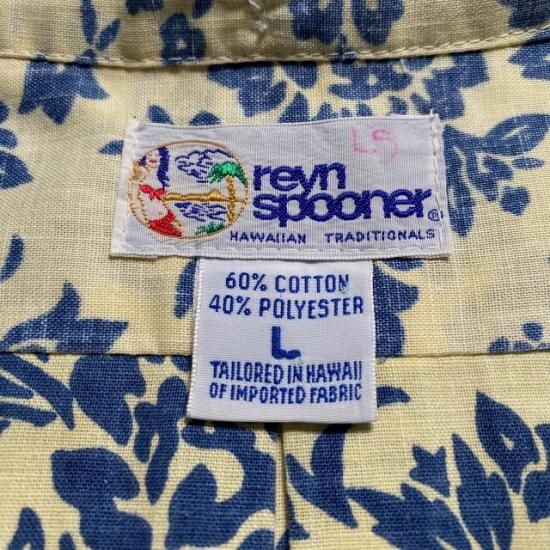 LS
reyn
spooner®
HAWAIIAN TRADITIONALS
60% COTTON
40% POLYESTER
L
TAILORED IN HAWAII
OF IMPORTED FABRIC